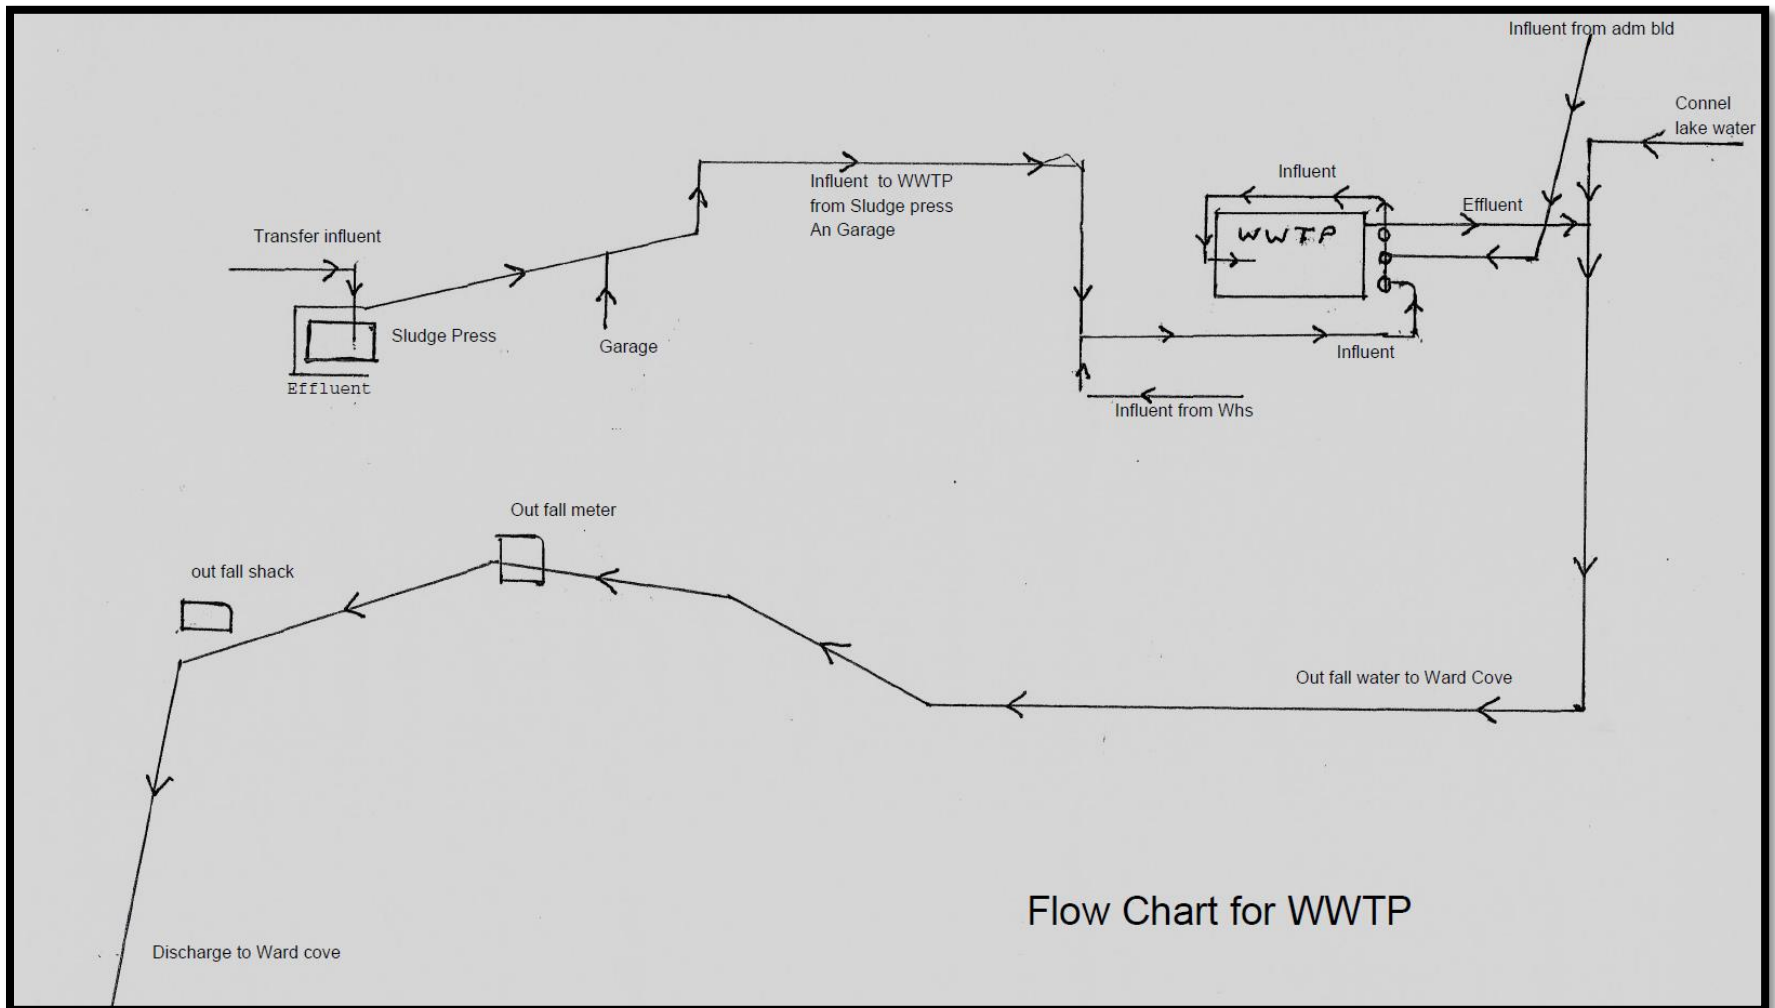 Influent from adm bld
Connel
lake water
Influent
Effluent
WWTP
Influent to WWTP
from Sludge press
An Garage
Transfer influent
Sludge Press
Garage
Effluent
Influent
Influent from Whs
Out fall meter
out fall shack
Out fall water to Ward Cove
Flow Chart for WWTP
Discharge to Ward cove